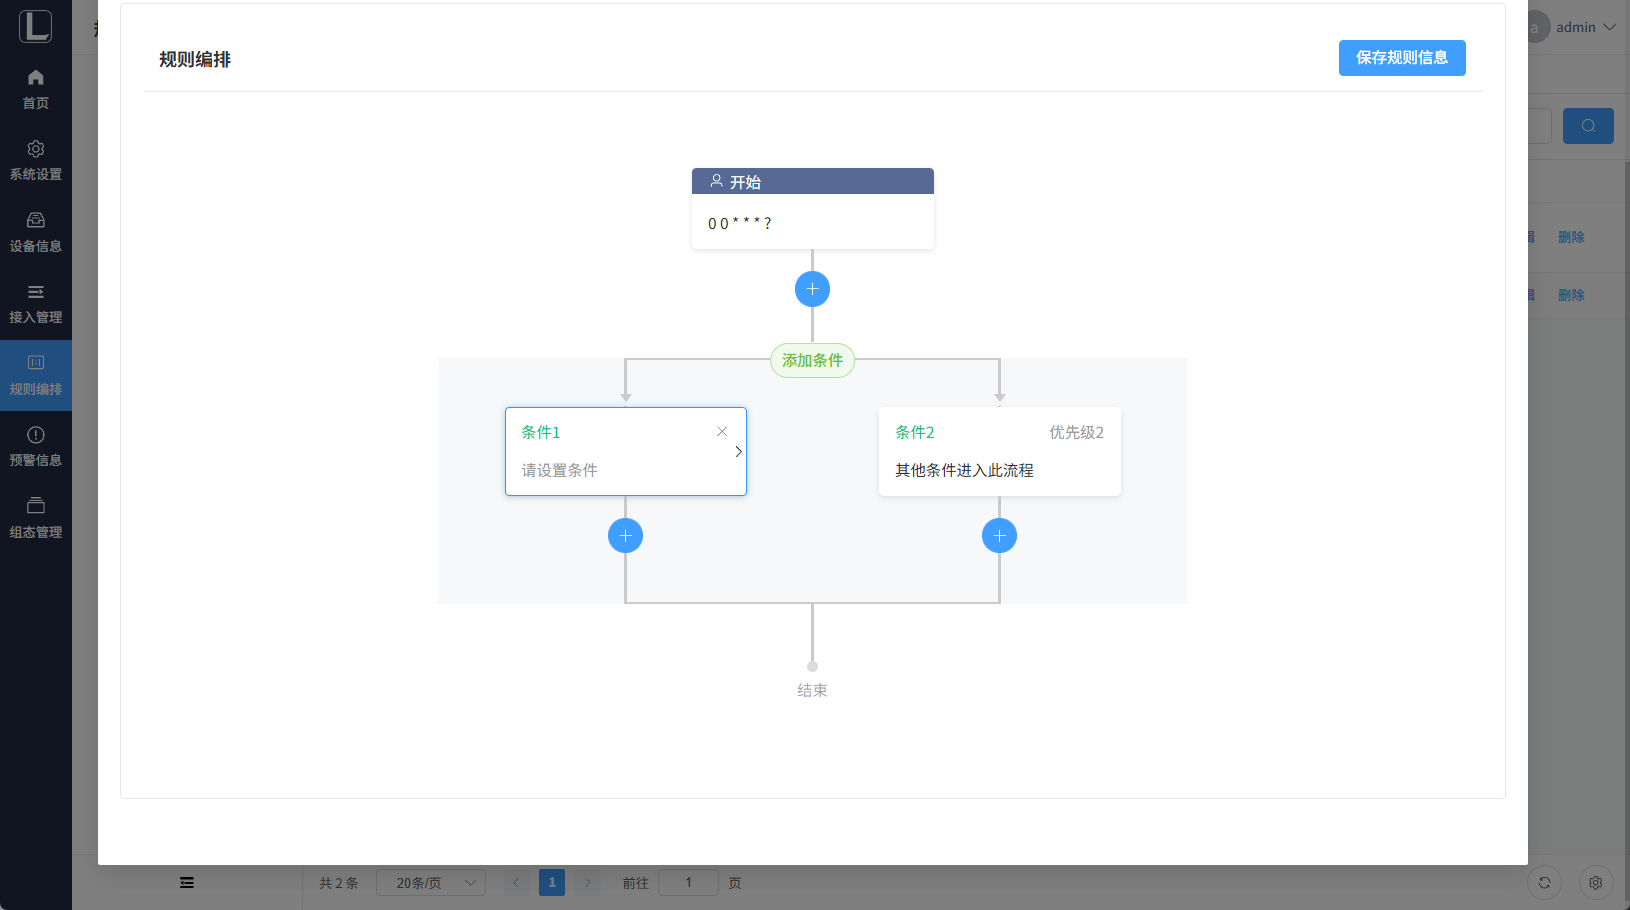 首页
系统设置
设备信息
接入管理
规则编排
预警信息
组态管理
admin
规则编排
保存规则信息
开始
0 0 * * * ?
添加条件
条件1
请设置条件
条件2
优先级2
其他条件进入此流程
结束
删除
删除
共 2 条
20条/页
1
前往
1
页